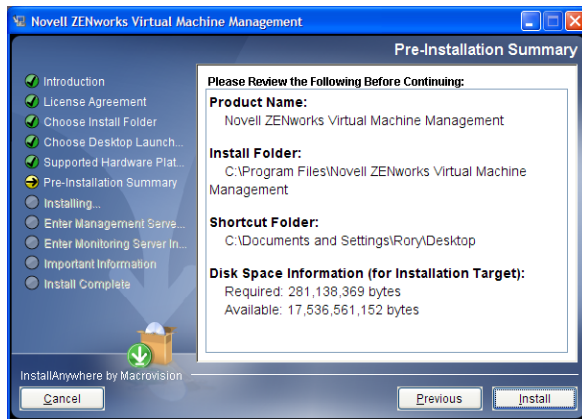 Novell ZENworks Virtual Machine Management
Pre-Installation Summary
Introduction
License Agreement
Choose Install Folder
Choose Desktop Launch...
Supported Hardware Plat...
Pre-Installation Summary
Installing...
Enter Management Serve...
Enter Monitoring Server In...
Important Information
Install Complete
Please Review the Following Before Continuing:
Product Name:
Novell ZENworks Virtual Machine Management
Install Folder:
C:\Program Files\Novell ZENworks Virtual Machine
Management
Shortcut Folder:
C:\Documents and Settings\Rory\Desktop
Disk Space Information (for Installation Target):
Required: 281,138,369 bytes
Available: 17,536,561,152 bytes
InstallAnywhere by Macrovision
Cancel
Previous
Install